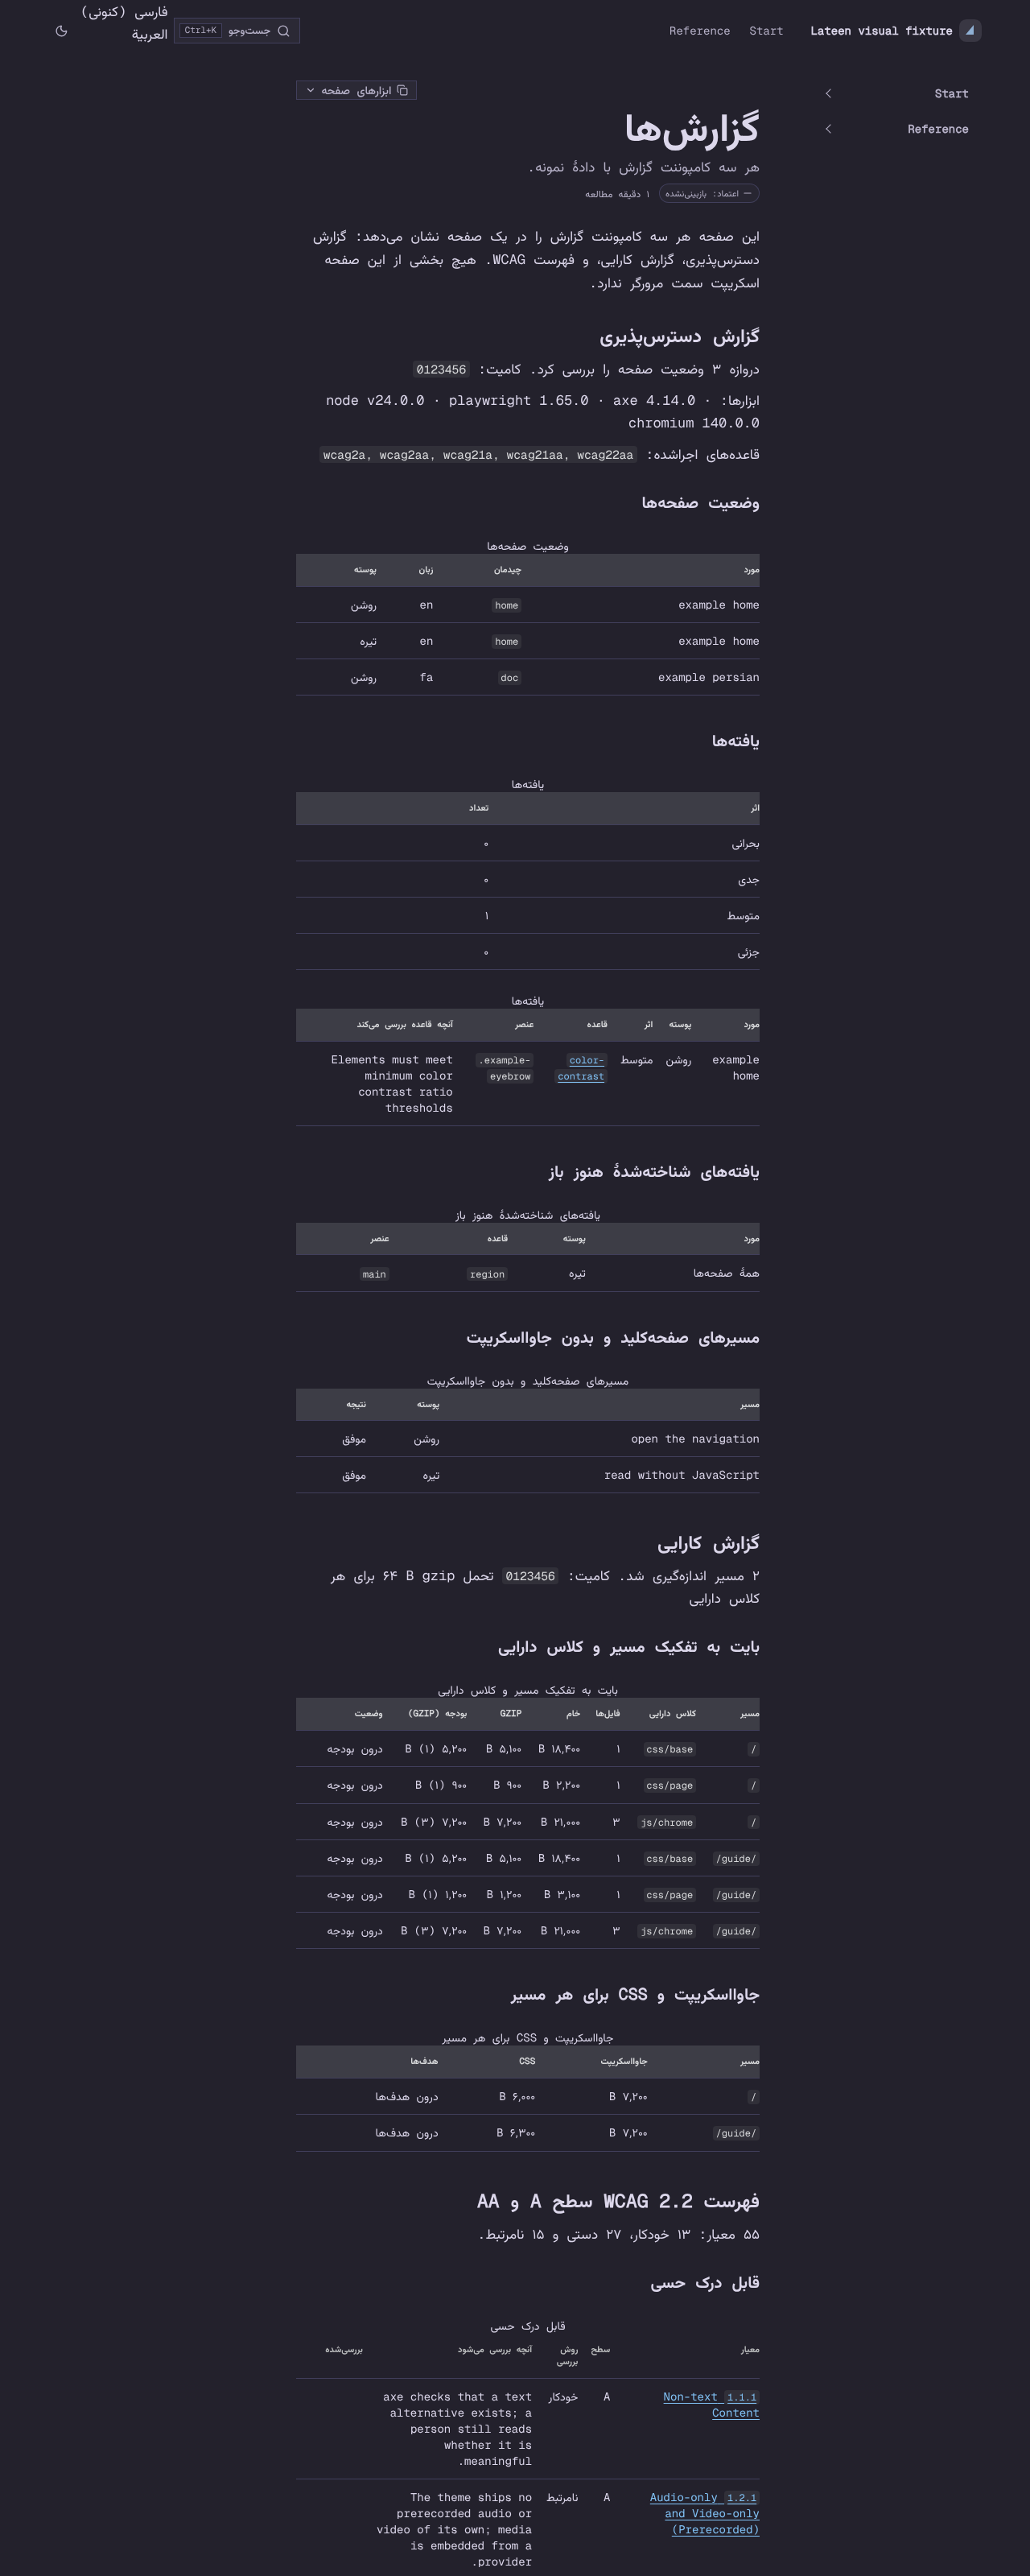 Lateen visual fixture
Start
Reference
جست‌وجو
Ctrl+K
فارسی (کنونی)
العربية
Start
Reference
ابزارهای صفحه
گزارش‌ها
هر سه کامپوننت گزارش با دادهٔ نمونه.
اعتماد: بازبینی‌نشده
۱ دقیقه مطالعه
این صفحه هر سه کامپوننت گزارش را در یک صفحه نشان می‌دهد: گزارش
دسترس‌پذیری، گزارش کارایی، و فهرست WCAG. هیچ بخشی از این صفحه
اسکریپت سمت مرورگر ندارد.
گزارش دسترس‌پذیری
دروازه ۳ وضعیت صفحه را بررسی کرد. کامیت: 0123456
ابزارها: node v24.0.0 · playwright 1.65.0 · axe 4.14.0 ·
chromium 140.0.0
قاعده‌های اجراشده: wcag2a, wcag2aa, wcag21a, wcag21aa, wcag22aa
وضعیت صفحه‌ها
وضعیت صفحه‌ها
مورد چیدمان زبان پوسته
example home home en روشن
example home home en تیره
example persian doc fa روشن
یافته‌ها
یافته‌ها
اثر تعداد
بحرانی ۰
جدی ۰
متوسط ۱
جزئی ۰
یافته‌ها
مورد پوسته اثر قاعده عنصر آنچه قاعده بررسی می‌کند
example روشن متوسط color- .example- Elements must meet
home contrast eyebrow minimum color
contrast ratio
thresholds
یافته‌های شناخته‌شدهٔ هنوز باز
یافته‌های شناخته‌شدهٔ هنوز باز
مورد پوسته قاعده عنصر
همهٔ صفحه‌ها تیره region main
مسیرهای صفحه‌کلید و بدون جاوااسکریپت
مسیرهای صفحه‌کلید و بدون جاوااسکریپت
مسیر پوسته نتیجه
open the navigation روشن موفق
read without JavaScript تیره موفق
گزارش کارایی
۲ مسیر اندازه‌گیری شد. کامیت: 0123456 تحمل ۶۴ B gzip برای هر
کلاس دارایی
بایت به تفکیک مسیر و کلاس دارایی
بایت به تفکیک مسیر و کلاس دارایی
مسیر کلاس دارایی فایل‌ها خام GZIP بودجه (GZIP) وضعیت
/ css/base ۱ ۱۸٬۴۰۰ B ۵٬۱۰۰ B ۵٬۲۰۰ (۱) B درون بودجه
/ css/page ۱ ۲٬۲۰۰ B ۹۰۰ B ۹۰۰ (۱) B درون بودجه
/ js/chrome ۳ ۲۱٬۰۰۰ B ۷٬۲۰۰ B ۷٬۲۰۰ (۳) B درون بودجه
/guide/ css/base ۱ ۱۸٬۴۰۰ B ۵٬۱۰۰ B ۵٬۲۰۰ (۱) B درون بودجه
/guide/ css/page ۱ ۳٬۱۰۰ B ۱٬۲۰۰ B ۱٬۲۰۰ (۱) B درون بودجه
/guide/ js/chrome ۳ ۲۱٬۰۰۰ B ۷٬۲۰۰ B ۷٬۲۰۰ (۳) B درون بودجه
جاوااسکریپت و CSS برای هر مسیر
جاوااسکریپت و CSS برای هر مسیر
مسیر جاوااسکریپت CSS هدف‌ها
/ ۷٬۲۰۰ B ۶٬۰۰۰ B درون هدف‌ها
/guide/ ۷٬۲۰۰ B ۶٬۳۰۰ B درون هدف‌ها
فهرست WCAG 2.2 سطح A و AA
۵۵ معیار: ۱۳ خودکار، ۲۷ دستی و ۱۵ نامرتبط.
قابل درک حسی
قابل درک حسی
معیار سطح روش آنچه بررسی می‌شود بررسی‌شده
بررسی
1.1.1 Non-text A خودکار axe checks that a text
Content alternative exists; a
person still reads
whether it is
meaningful.
1.2.1 Audio-only A نامرتبط The theme ships no
and Video-only prerecorded audio or
(Prerecorded) video of its own; media
is embedded from a
provider.